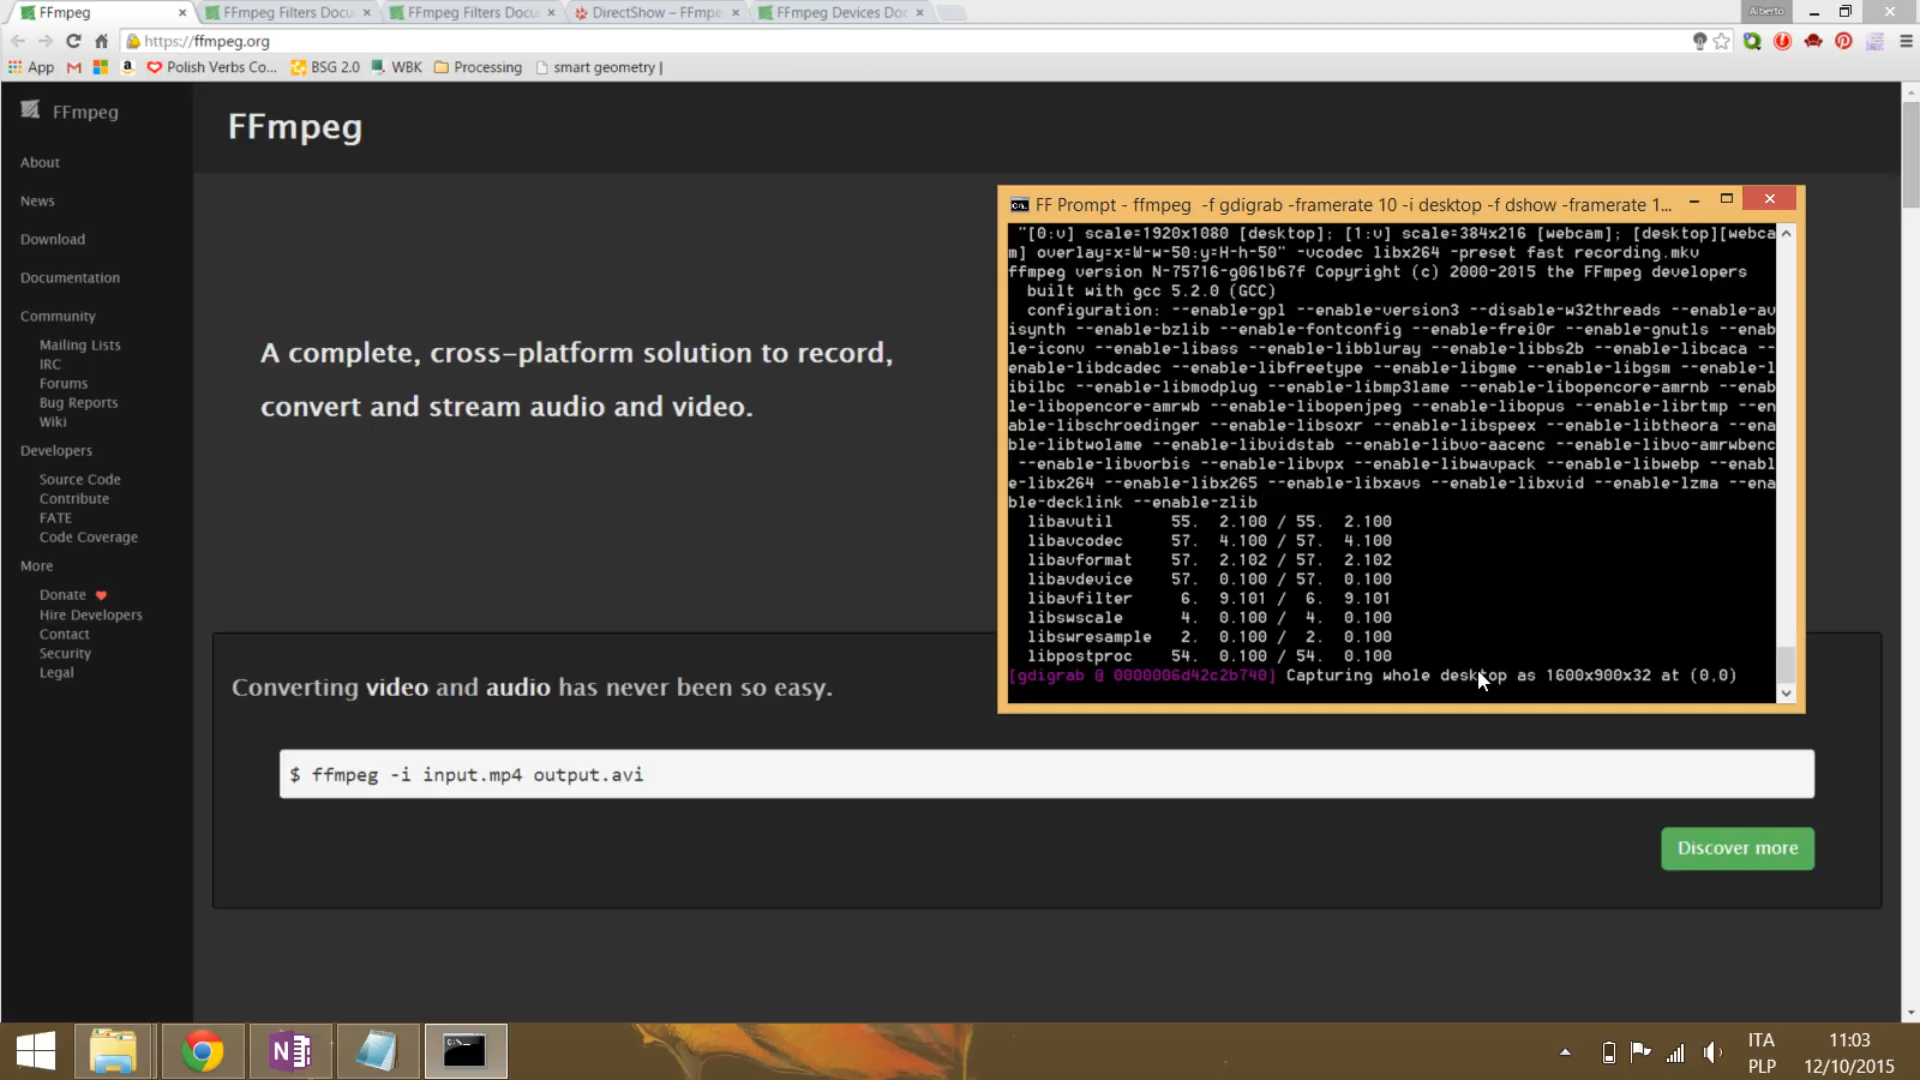 FFmpeg
FFmpeg Filters Docu
FFmpeg Filters Docu
DirectShow – FFmpe
FFmpeg Devices Doc
Alberto
https://ffmpeg.org
App
Polish Verbs Co...
BSG 2.0
WBK
Processing
smart geometry |
FFmpeg
About
News
Download
Documentation
Community
Mailing Lists
IRC
Forums
Bug Reports
Wiki
Developers
Source Code
Contribute
FATE
Code Coverage
More
Donate
Hire Developers
Contact
Security
Legal
FFmpeg
A complete, cross-platform solution to record,
convert and stream audio and video.
Converting video and audio has never been so easy.
$ ffmpeg -i input.mp4 output.avi
Discover more
FF Prompt - ffmpeg -f gdigrab -framerate 10 -i desktop -f dshow -framerate 1...
"[0:v] scale=1920x1080 [desktop]; [1:v] scale=384x216 [webcam]; [desktop][webca
m] overlay=x=W-w-50:y=H-h-50" -vcodec libx264 -preset fast recording.mkv
ffmpeg version N-75716-g061b67f Copyright (c) 2000-2015 the FFmpeg developers
built with gcc 5.2.0 (GCC)
configuration: --enable-gpl --enable-version3 --disable-w32threads --enable-av
isynth --enable-bzlib --enable-fontconfig --enable-frei0r --enable-gnutls --enab
le-iconv --enable-libass --enable-libbluray --enable-libbs2b --enable-libcaca --
enable-libdcadec --enable-libfreetype --enable-libgme --enable-libgsm --enable-l
ibilbc --enable-libmodplug --enable-libmp3lame --enable-libopencore-amrnb --enab
le-libopencore-amrwb --enable-libopenjpeg --enable-libopus --enable-librtmp --en
able-libschroedinger --enable-libsoxr --enable-libspeex --enable-libtheora --ena
ble-libtwolame --enable-libvidstab --enable-libvo-aacenc --enable-libvo-amrwbenc
--enable-libvorbis --enable-libvpx --enable-libwavpack --enable-libwebp --enabl
e-libx264 --enable-libx265 --enable-libxavs --enable-libxvid --enable-lzma --ena
ble-decklink --enable-zlib
libavutil 55. 2.100 / 55. 2.100
libavcodec 57. 4.100 / 57. 4.100
libavformat 57. 2.102 / 57. 2.102
libavdevice 57. 0.100 / 57. 0.100
libavfilter 6. 9.101 / 6. 9.101
libswscale 4. 0.100 / 4. 0.100
libswresample 2. 0.100 / 2. 0.100
libpostproc 54. 0.100 / 54. 0.100
[gdigrab @ 0000006d42c2b740] Capturing whole desktop as 1600x900x32 at (0,0)
ITA
PLP
11:03
12/10/2015